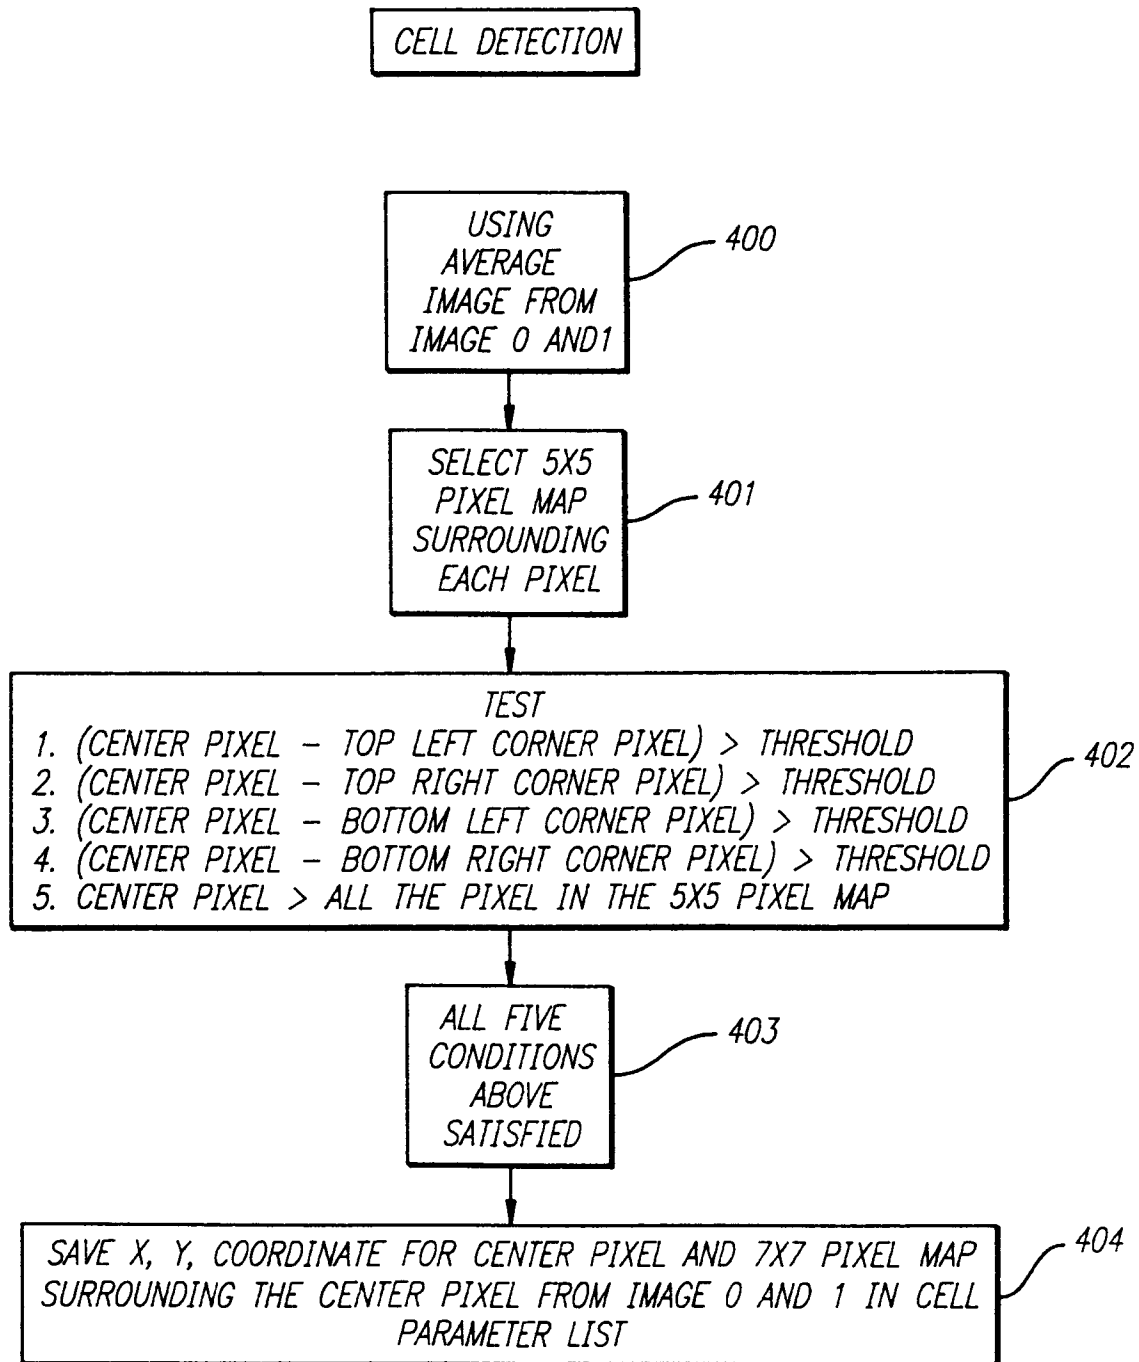 CELL DETECTION
USING
AVERAGE
IMAGE FROM
IMAGE 0 AND1
400
SELECT 5X5
PIXEL MAP
SURROUNDING
EACH PIXEL
401
TEST
1. (CENTER PIXEL – TOP LEFT CORNER PIXEL) > THRESHOLD
2. (CENTER PIXEL – TOP RIGHT CORNER PIXEL) > THRESHOLD
3. (CENTER PIXEL – BOTTOM LEFT CORNER PIXEL) > THRESHOLD
4. (CENTER PIXEL – BOTTOM RIGHT CORNER PIXEL) > THRESHOLD
5. CENTER PIXEL > ALL THE PIXEL IN THE 5X5 PIXEL MAP
402
ALL FIVE
CONDITIONS
ABOVE
SATISFIED
403
SAVE X, Y, COORDINATE FOR CENTER PIXEL AND 7X7 PIXEL MAP
SURROUNDING THE CENTER PIXEL FROM IMAGE 0 AND 1 IN CELL
PARAMETER LIST
404